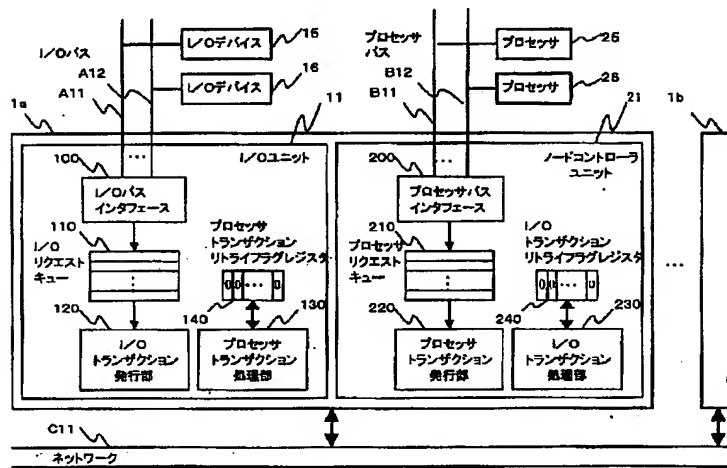 I/Oバス
A12
A11
I/Oデバイス
15
I/Oデバイス
16
プロセッサ
バス
B12
B11
プロセッサ
25
プロセッサ
26
1a
11
21
1b
I/Oユニット
ノードコントローラ
ユニット
100
I/Oバス
インタフェース
200
プロセッサバス
インタフェース
110
I/O
リクエスト
キュー
プロセッサ
トランザクション
リトライフラグレジスタ
0 0 ⋯ 0
140
120
I/O
トランザクション
発行部
130
プロセッサ
トランザクション
処理部
210
プロセッサ
リクエスト
キュー
I/O
トランザクション
リトライフラグレジスタ
0 0 ⋯ 0
240
220
プロセッサ
トランザクション
発行部
230
I/O
トランザクション
処理部
C11
ネットワーク